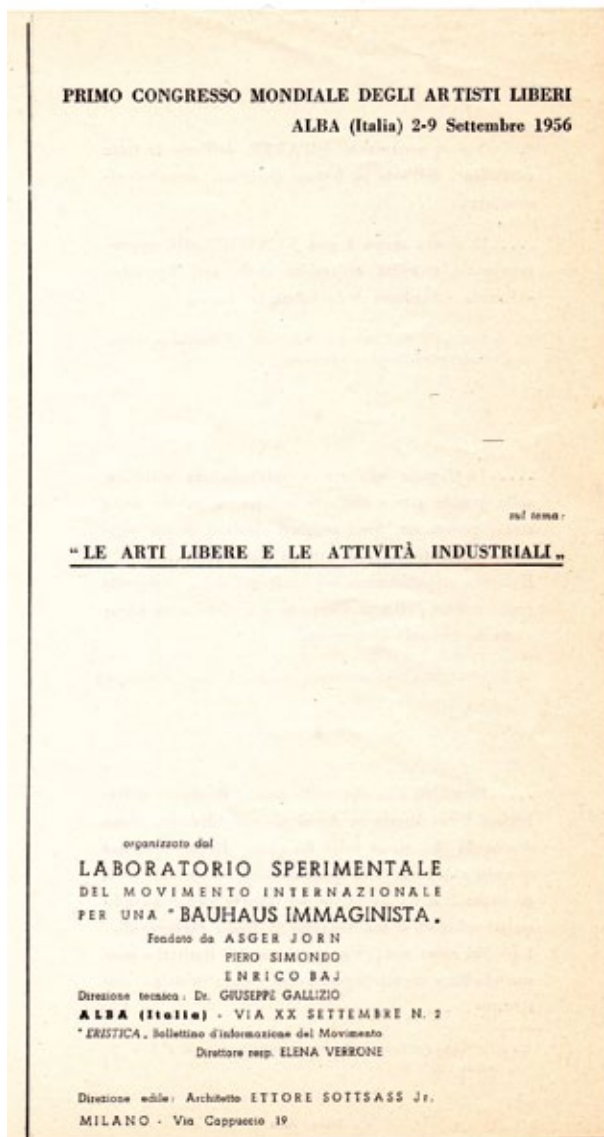 PRIMO CONGRESSO MONDIALE DEGLI ARTISTI LIBERI
ALBA (Italia) 2-9 Settembre 1956
sul tema:
“ LE ARTI LIBERE E LE ATTIVITÀ INDUSTRIALI „
organizzato dal
LABORATORIO SPERIMENTALE
DEL MOVIMENTO INTERNAZIONALE
PER UNA " BAUHAUS IMMAGINISTA „
Fondato da ASGER JORN
PIERO SIMONDO
ENRICO BAJ
Direzione tecnica: Dr. GIUSEPPE GALLIZIO
ALBA (Italia) - VIA XX SETTEMBRE N. 2
" ERISTICA „ Bollettino d'informazione del Movimento
Direttore resp. ELENA VERRONE
Direzione edile: Architetto ETTORE SOTTSASS Jr.
MILANO - Via Cappuccio 19